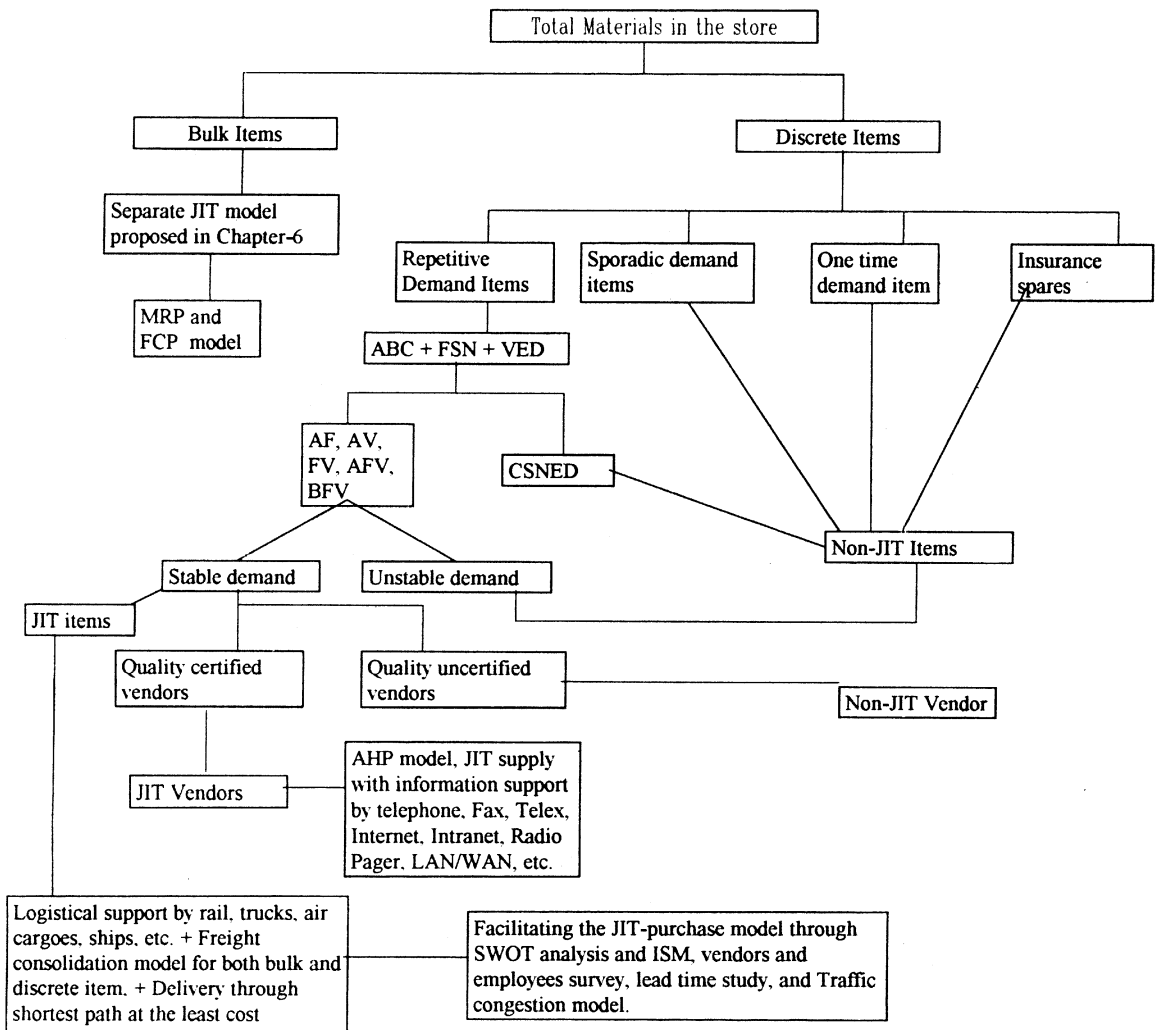 Total Materials in the store
Bulk Items
Discrete Items
Separate JIT model
proposed in Chapter-6
Repetitive
Demand Items
Sporadic demand
items
One time
demand item
Insurance
spares
MRP and
FCP model
ABC + FSN + VED
AF, AV,
FV, AFV,
BFV
CSNED
Non-JIT Items
Stable demand
Unstable demand
JIT items
Quality certified
vendors
Quality uncertified
vendors
Non-JIT Vendor
JIT Vendors
AHP model, JIT supply
with information support
by telephone, Fax, Telex,
Internet, Intranet, Radio
Pager, LAN/WAN, etc.
Logistical support by rail, trucks, air
cargoes, ships, etc. + Freight
consolidation model for both bulk and
discrete item. + Delivery through
shortest path at the least cost
Facilitating the JIT-purchase model through
SWOT analysis and ISM, vendors and
employees survey, lead time study, and Traffic
congestion model.